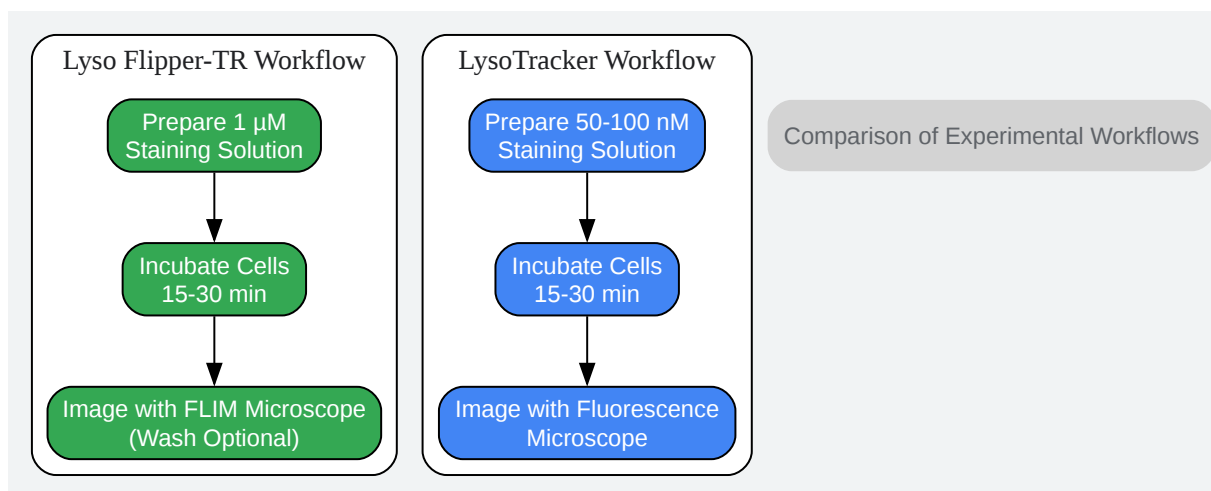 Lyso Flipper-TR Workflow
Prepare 1 µM
Staining Solution
Incubate Cells
15-30 min
Image with FLIM Microscope
(Wash Optional)
LysoTracker Workflow
Prepare 50-100 nM
Staining Solution
Incubate Cells
15-30 min
Image with Fluorescence
Microscope
Comparison of Experimental Workflows